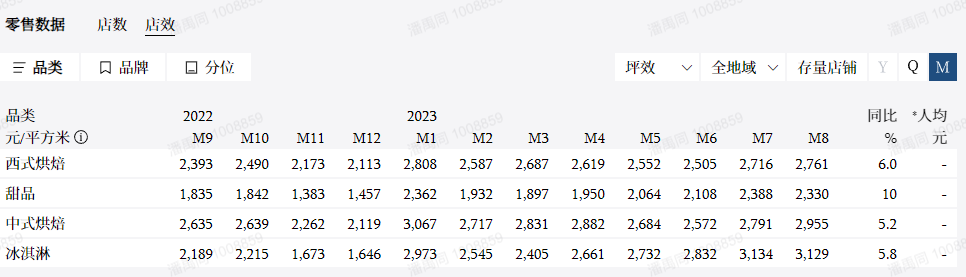 零售数据 店数 店效
品类 品牌 分位 坪效 全地域 存量店铺 Y Q M
品类 2022 2023 同比 *人均
元/平方米 M9 M10 M11 M12 M1 M2 M3 M4 M5 M6 M7 M8 % 元
西式烘焙 2,393 2,490 2,173 2,113 2,808 2,587 2,687 2,619 2,552 2,505 2,716 2,761 6.0 -
甜品 1,835 1,842 1,383 1,457 2,362 1,932 1,897 1,950 2,064 2,108 2,388 2,330 10 -
中式烘焙 2,635 2,639 2,262 2,119 3,067 2,717 2,831 2,882 2,684 2,572 2,791 2,955 5.2 -
冰淇淋 2,189 2,215 1,673 1,646 2,973 2,545 2,405 2,661 2,732 2,832 3,134 3,129 5.8 -
潘周同 1008859